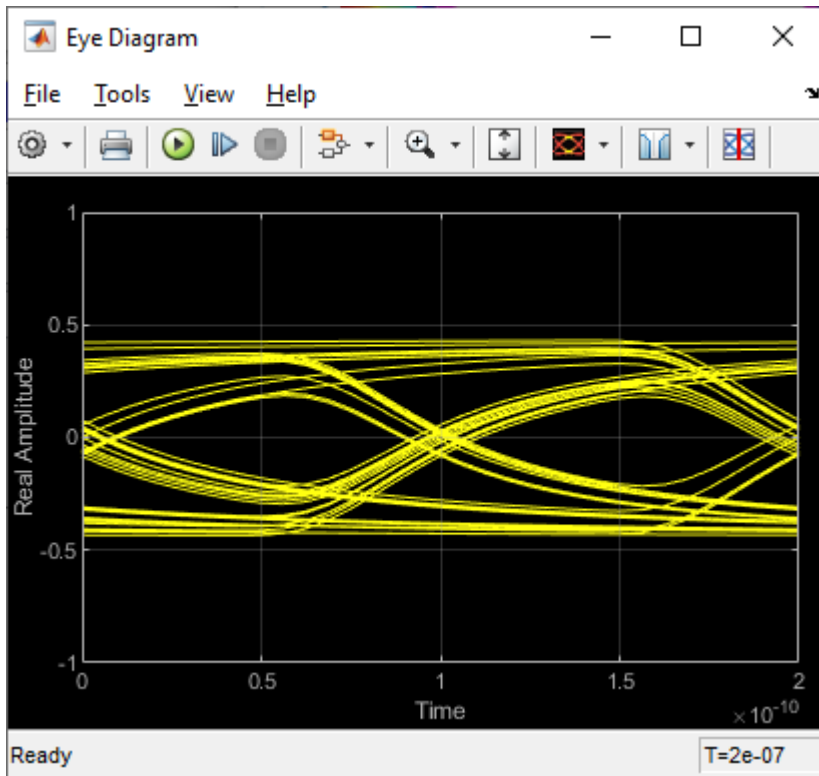 Eye Diagram
File Tools View Help
1
0.5
0
-0.5
-1
Real Amplitude
0 0.5 1 1.5 2
Time
×10⁻¹⁰
Ready T=2e-07